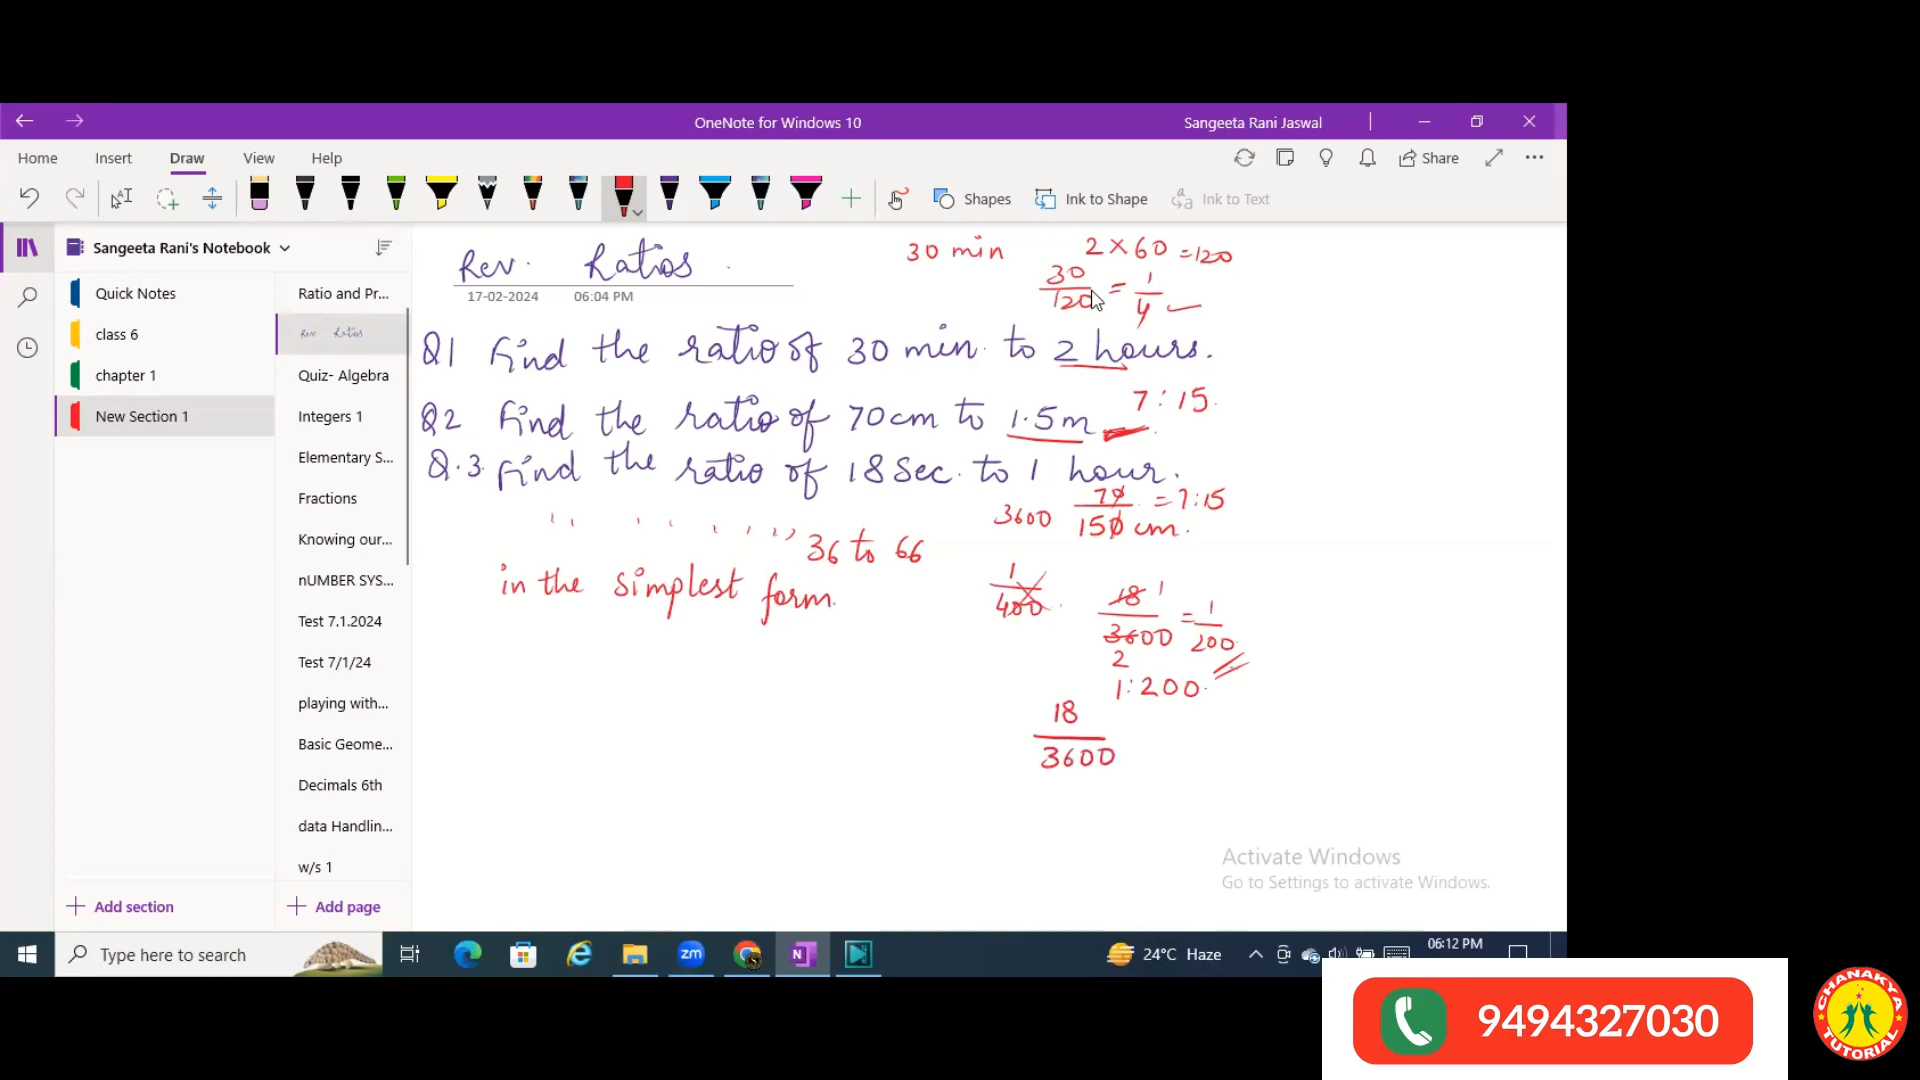 OneNote for Windows 10
Sangeeta Rani Jaswal
Home Insert Draw View Help
Share
Shapes Ink to Shape Ink to Text
Sangeeta Rani's Notebook
Quick Notes
class 6
chapter 1
New Section 1
Add section
Ratio and Pr...
Rev Ratios
Quiz- Algebra
Integers 1
Elementary S...
Fractions
Knowing our...
nUMBER SYS...
Test 7.1.2024
Test 7/1/24
playing with...
Basic Geome...
Decimals 6th
data Handlin...
w/s 1
Add page
Rev. Ratios
17-02-2024 06:04 PM
30 min 2 × 60 = 120
30/120 = 1/4
Q1 Find the ratio of 30 min. to 2 hours.
Q2 Find the ratio of 70 cm to 1.5m 7:15
Q.3 Find the ratio of 18 Sec. to 1 hour.
3600 70/150 cm. = 7:15
36 to 66
in the simplest form.
1/400
18/3600 = 1/200
1
2
1:200
18/3600
Activate Windows
Go to Settings to activate Windows.
Type here to search
zm
N
24°C Haze
06:12 PM
9494327030
CHANAKYA
TUTORIAL